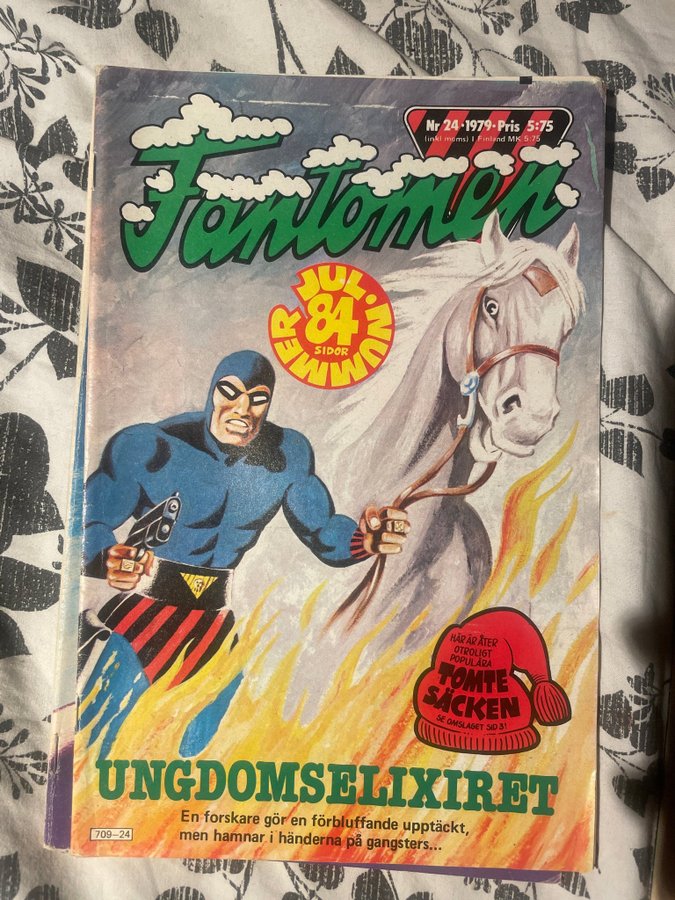 Nr 24 • 1979 • Pris 5:75
(inkl moms) I Finland MK 5:75
Fantomen
JUL•NUMMER
84
SIDOR
HÄR ÄR ÅTER
OTROLIGT
POPULÄRA
TOMTE
SÄCKEN
SE OMSLAGET SID 3!
UNGDOMSELIXIRET
En forskare gör en förbluffande upptäckt,
men hamnar i händerna på gangsters...
709–24